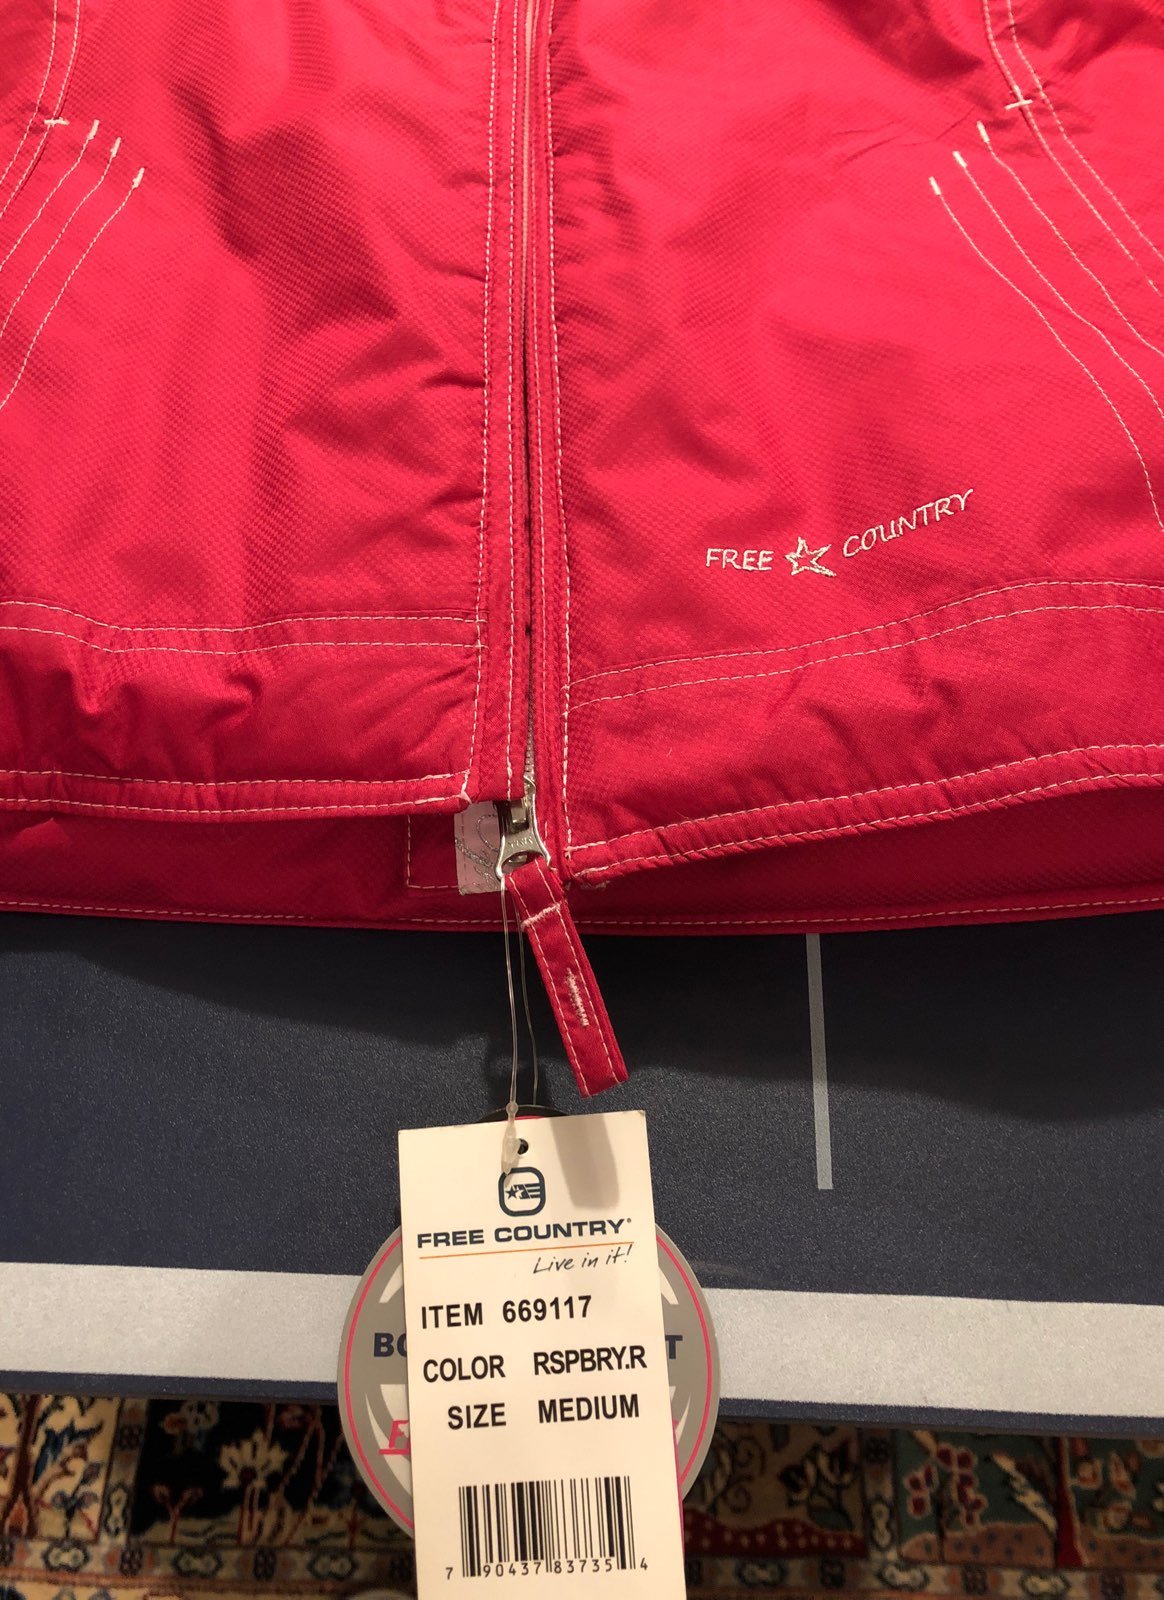 FREE COUNTRY
FREE COUNTRY®
Live in it!
ITEM 669117
COLOR RSPBRY.R
SIZE MEDIUM
7 90437 83735 4